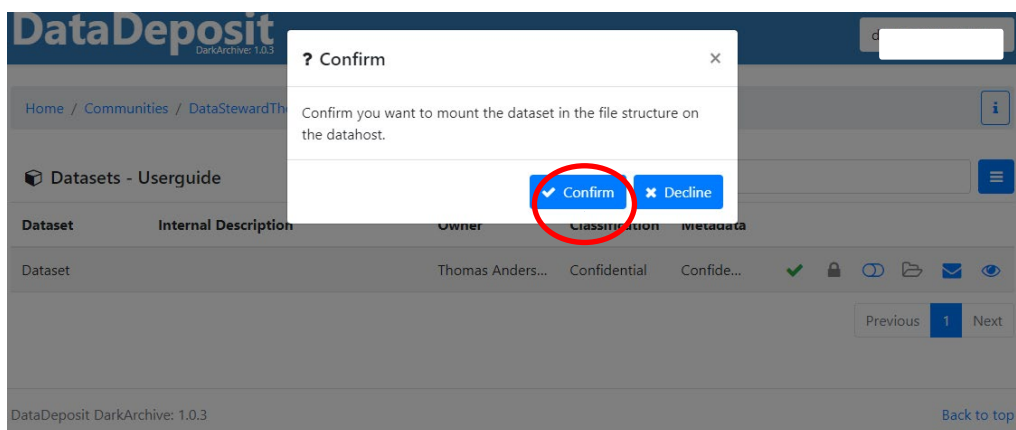 DataDeposit
DarkArchive: 1.0.3
d
? Confirm
×
Confirm you want to mount the dataset in the file structure on
the datahost.
Confirm Decline
Home / Communities /
i
Datasets - Userguide
Dataset Internal Description Owner Classification Metadata
Dataset Thomas Anders... Confidential Confide...
Previous 1 Next
DataDeposit DarkArchive: 1.0.3 Back to top